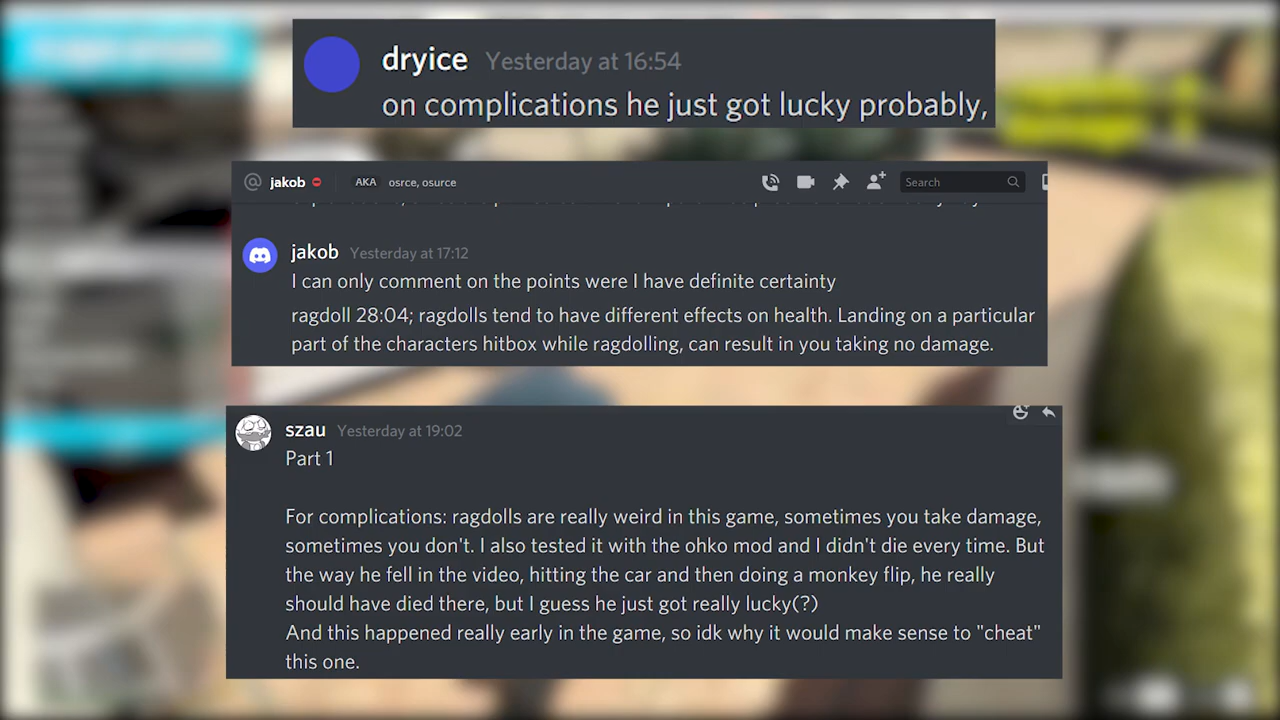 dryice Yesterday at 16:54
on complications he just got lucky probably,
@ jakob AKA osrce, osurce Search
jakob Yesterday at 17:12
I can only comment on the points were I have definite certainty
ragdoll 28:04; ragdolls tend to have different effects on health. Landing on a particular
part of the characters hitbox while ragdolling, can result in you taking no damage.
szau Yesterday at 19:02
Part 1
For complications: ragdolls are really weird in this game, sometimes you take damage,
sometimes you don't. I also tested it with the ohko mod and I didn't die every time. But
the way he fell in the video, hitting the car and then doing a monkey flip, he really
should have died there, but I guess he just got really lucky(?)
And this happened really early in the game, so idk why it would make sense to "cheat"
this one.